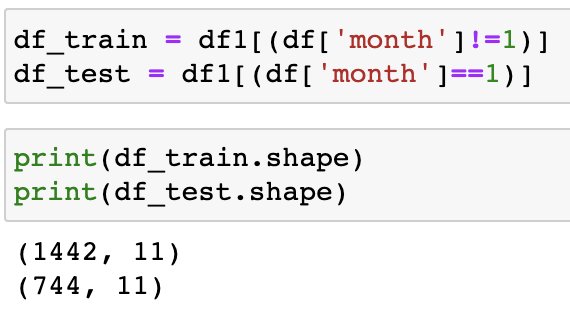 df_train = df1[(df['month']!=1)]
df_test = df1[(df['month']==1)]
print(df_train.shape)
print(df_test.shape)
(1442, 11)
(744, 11)